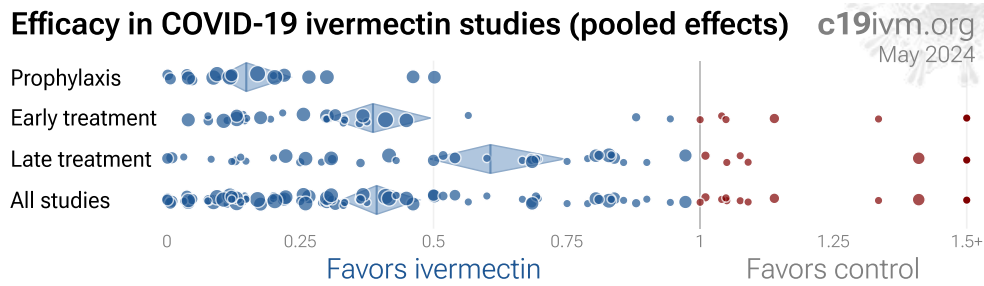 Efficacy in COVID-19 ivermectin studies (pooled effects)
c19ivm.org
May 2024
Prophylaxis
Early treatment
Late treatment
All studies
0 0.25 0.5 0.75 1 1.25 1.5+
Favors ivermectin Favors control